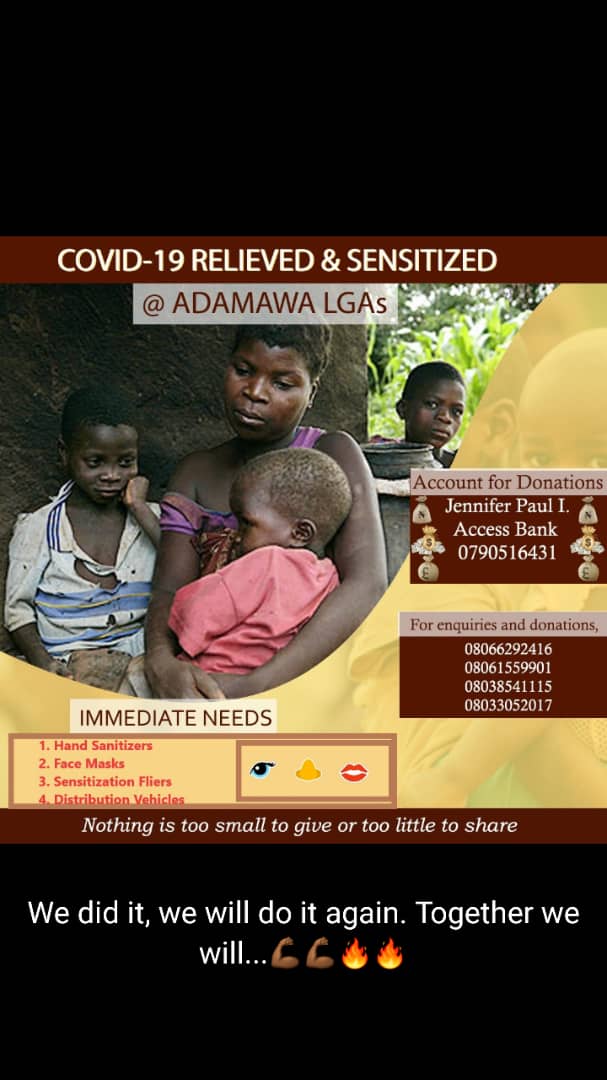 COVID-19 RELIEVED & SENSITIZED
@ ADAMAWA LGAs
Account for Donations
Jennifer Paul I.
Access Bank
0790516431
For enquiries and donations,
08066292416
08061559901
08038541115
08033052017
IMMEDIATE NEEDS
1. Hand Sanitizers
2. Face Masks
3. Sensitization Fliers
4. Distribution Vehicles
Nothing is too small to give or too little to share
We did it, we will do it again. Together we
will...💪🏾💪🏾🔥🔥